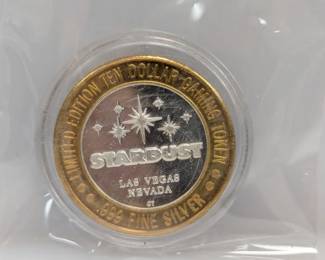 LIMITED EDITION TEN DOLLAR GAMING TOKEN
STARDUST
LAS VEGAS
NEVADA
.999 FINE SILVER